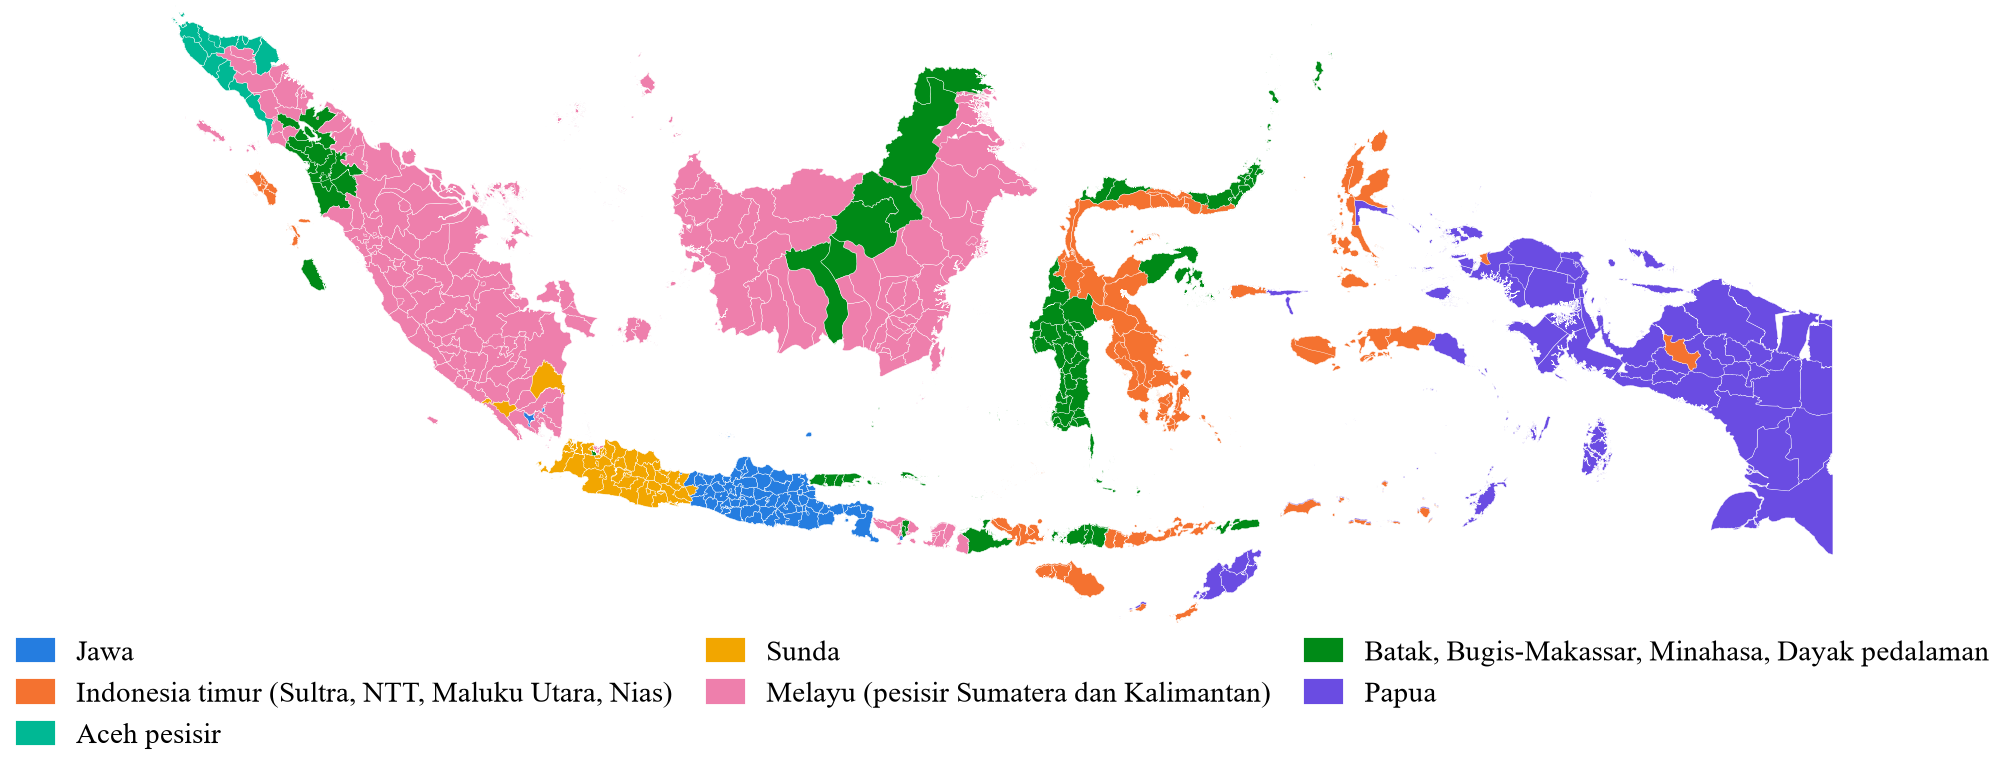 Jawa
Sunda
Batak, Bugis-Makassar, Minahasa, Dayak pedalaman
Indonesia timur (Sultra, NTT, Maluku Utara, Nias)
Melayu (pesisir Sumatera dan Kalimantan)
Papua
Aceh pesisir